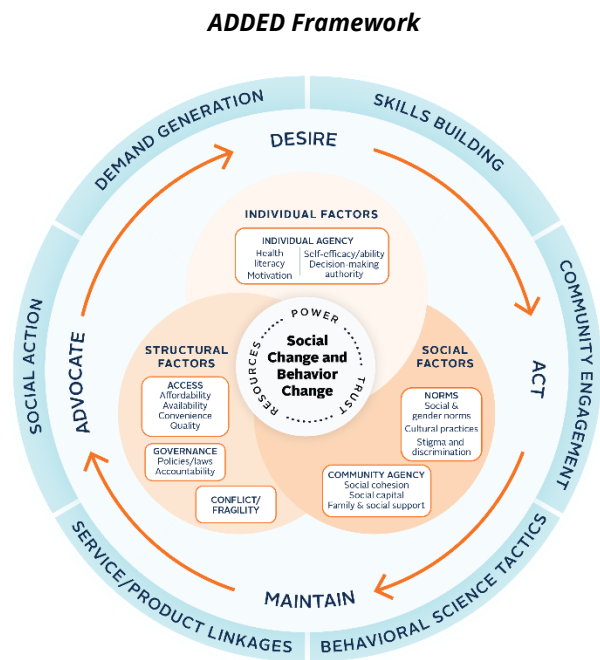 ADDED Framework
DEMAND GENERATION
SKILLS BUILDING
COMMUNITY ENGAGEMENT
BEHAVIORAL SCIENCE TACTICS
SERVICE/PRODUCT LINKAGES
SOCIAL ACTION
DESIRE
ACT
MAINTAIN
ADVOCATE
INDIVIDUAL FACTORS
INDIVIDUAL AGENCY
Health
literacy
Motivation
Self-efficacy/ability
Decision-making
authority
POWER
TRUST
RESOURCES
Social
Change and
Behavior
Change
STRUCTURAL
FACTORS
ACCESS
Affordability
Availability
Convenience
Quality
GOVERNANCE
Policies/laws
Accountability
CONFLICT/
FRAGILITY
SOCIAL
FACTORS
NORMS
Social &
gender norms
Cultural practices
Stigma and
discrimination
COMMUNITY AGENCY
Social cohesion
Social capital
Family & social support